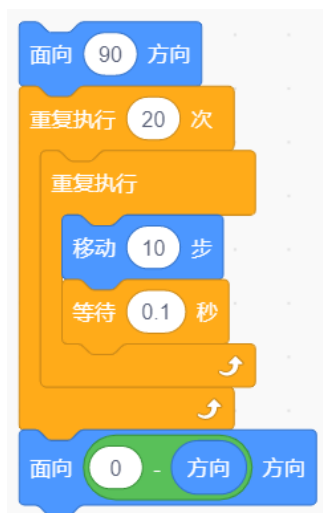 面向 90 方向
重复执行 20 次
重复执行
移动 10 步
等待 0.1 秒
面向 0 - 方向 方向